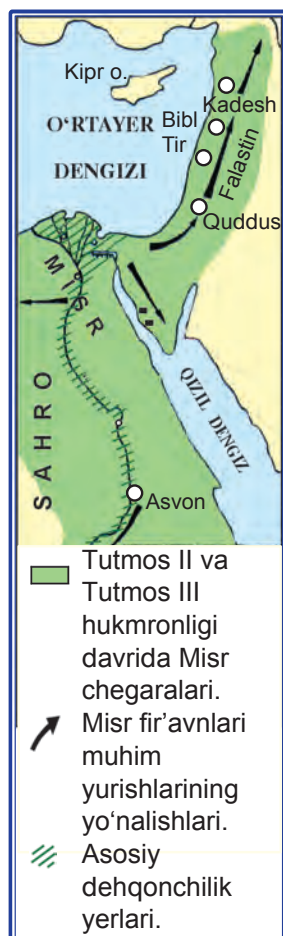 Kipr o.
Kadesh
Bibl
Tir
O‘RTAYER
DENGIZI
Falastin
Quddus
MISR
SAHRO
QIZIL DENGIZ
Asvon
Tutmos II va
Tutmos III
hukmronligi
davrida Misr
chegaralari.
Misr fir’avnlari
muhim
yurishlarining
yo‘nalishlari.
Asosiy
dehqonchilik
yerlari.